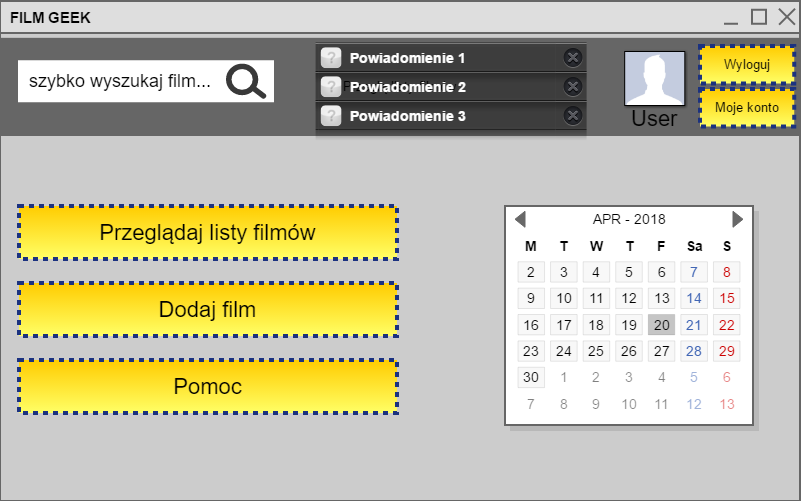 FILM GEEK
szybko wyszukaj film...
Powiadomienie 1
Powiadomienie 2
Powiadomienie 3
User
Wyloguj
Moje konto
Przeglądaj listy filmów
Dodaj film
Pomoc
APR - 2018
M T W T F Sa S
2 3 4 5 6 7 8
9 10 11 12 13 14 15
16 17 18 19 20 21 22
23 24 25 26 27 28 29
30 1 2 3 4 5 6
7 8 9 10 11 12 13